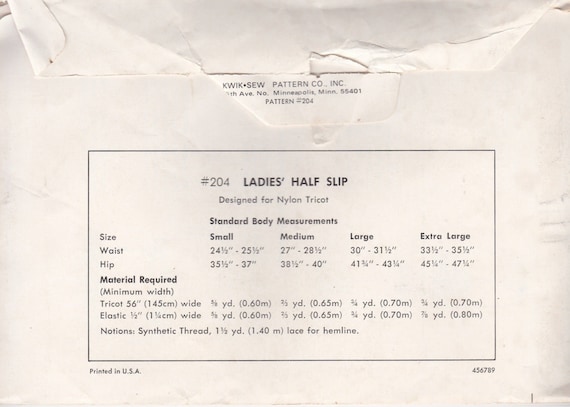 KWIK•SEW PATTERN CO., INC.
Ave. No. Minneapolis, Minn. 55401
PATTERN #204
#204 LADIES' HALF SLIP
Designed for Nylon Tricot
Standard Body Measurements
Size Small Medium Large Extra Large
Waist 24½" - 25½" 27" - 28½" 30" - 31½" 33½" - 35½"
Hip 35½" - 37" 38½" - 40" 41¾" - 43¼" 45¼" - 47¼"
Material Required
(Minimum width)
Tricot 56" (145cm) wide ⅝ yd. (0.60m) ⅔ yd. (0.65m) ¾ yd. (0.70m) ¾ yd. (0.70m)
Elastic ½" (1¼cm) wide ⅝ yd. (0.60m) ⅔ yd. (0.65m) ¾ yd. (0.70m) ⅞ yd. (0.80m)
Notions: Synthetic Thread, 1½ yd. (1.40 m) lace for hemline.
Printed in U.S.A. 456789